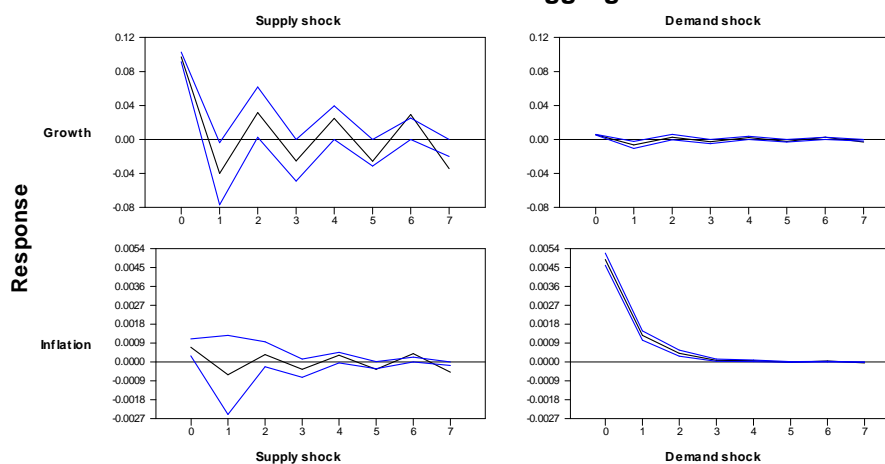 Supply shock
Demand shock
0.12
0.08
0.04
0.00
-0.04
-0.08
0 1 2 3 4 5 6 7
0.12
0.08
0.04
0.00
-0.04
-0.08
0 1 2 3 4 5 6 7
Growth
Response
0.0054
0.0045
0.0036
0.0027
0.0018
0.0009
0.0000
-0.0009
-0.0018
-0.0027
0 1 2 3 4 5 6 7
0.0054
0.0045
0.0036
0.0027
0.0018
0.0009
0.0000
-0.0009
-0.0018
-0.0027
0 1 2 3 4 5 6 7
Inflation
Supply shock
Demand shock